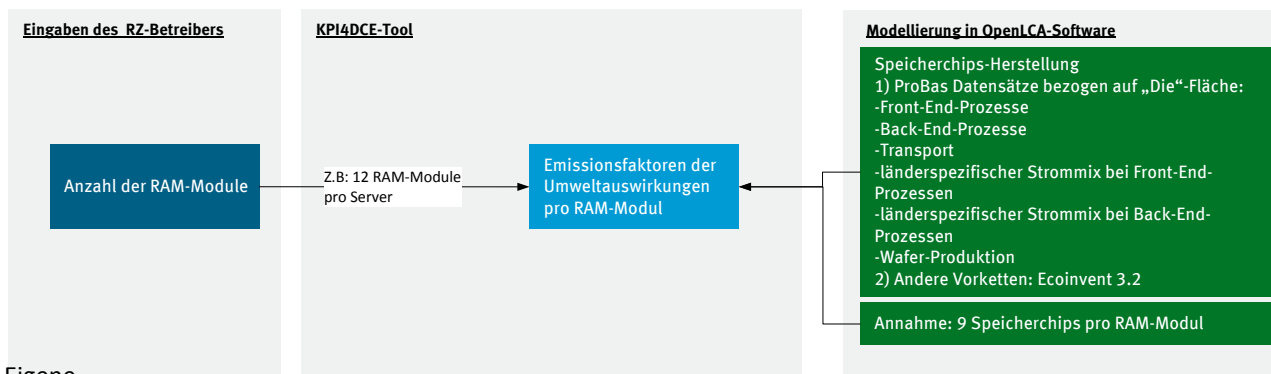 Eingaben des RZ-Betreibers
KPI4DCE-Tool
Modellierung in OpenLCA-Software
Anzahl der RAM-Module
Z.B: 12 RAM-Module
pro Server
Emissionsfaktoren der
Umweltauswirkungen
pro RAM-Modul
Speicherchips-Herstellung
1) ProBas Datensätze bezogen auf „Die“-Fläche:
-Front-End-Prozesse
-Back-End-Prozesse
-Transport
-länderspezifischer Strommix bei Front-End-
Prozessen
-länderspezifischer Strommix bei Back-End-
Prozessen
-Wafer-Produktion
2) Andere Vorketten: Ecoinvent 3.2
Annahme: 9 Speicherchips pro RAM-Modul
Eigene